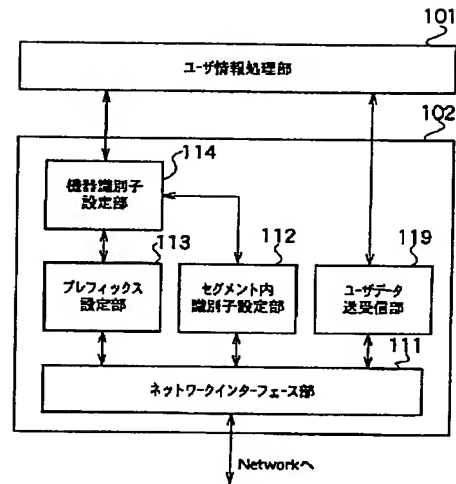 101
ユーザ情報処理部
102
114
機器識別子
設定部
113
プレフィックス
設定部
112
セグメント内
識別子設定部
119
ユーザデータ
送受信部
111
ネットワークインターフェース部
Networkへ